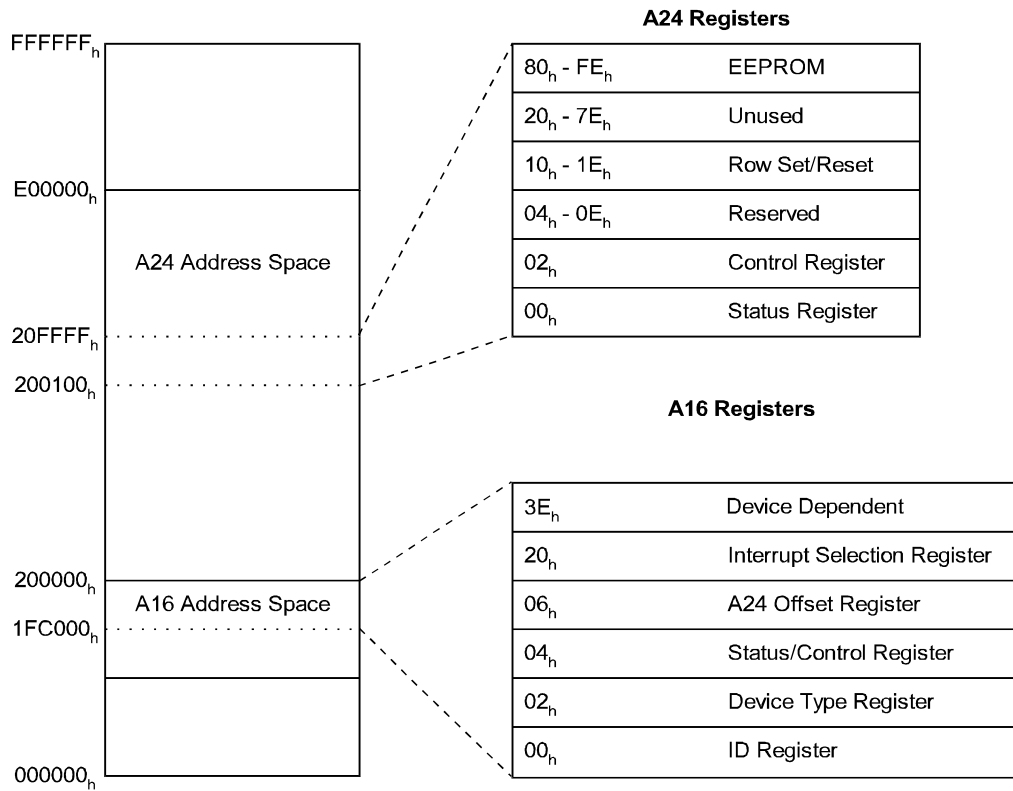 FFFFFFh
E00000h
A24 Address Space
20FFFFh
200100h
200000h
A16 Address Space
1FC000h
000000h
A24 Registers
80h - FEh EEPROM
20h - 7Eh Unused
10h - 1Eh Row Set/Reset
04h - 0Eh Reserved
02h Control Register
00h Status Register
A16 Registers
3Eh Device Dependent
20h Interrupt Selection Register
06h A24 Offset Register
04h Status/Control Register
02h Device Type Register
00h ID Register